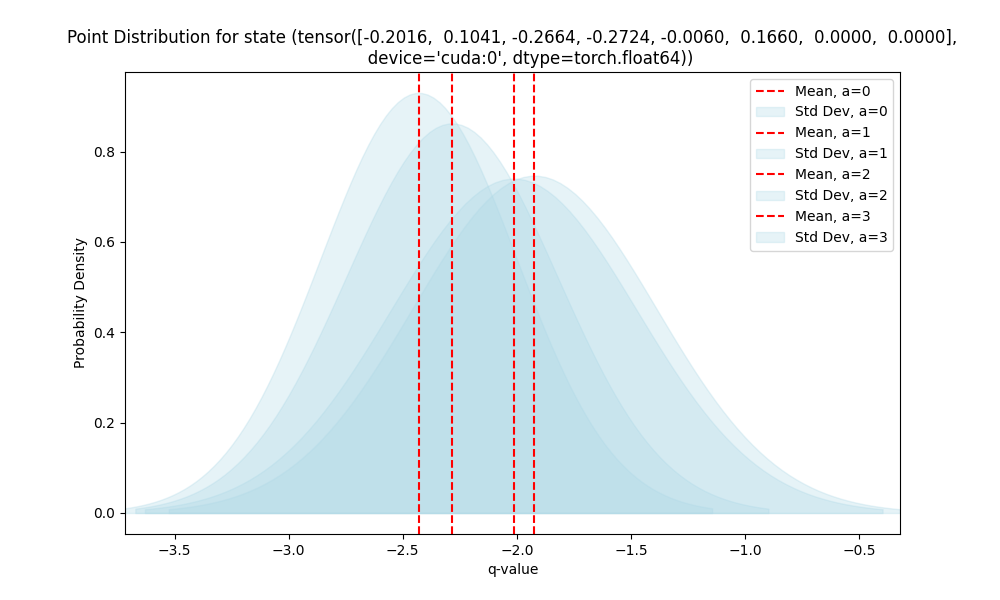 Point Distribution for state (tensor([-0.2016,  0.1041, -0.2664, -0.2724, -0.0060,  0.1660,  0.0000,  0.0000],
device='cuda:0', dtype=torch.float64))
Mean, a=0
Std Dev, a=0
Mean, a=1
Std Dev, a=1
Mean, a=2
Std Dev, a=2
Mean, a=3
Std Dev, a=3
Probability Density
0.8
0.6
0.4
0.2
0.0
−3.5 −3.0 −2.5 −2.0 −1.5 −1.0 −0.5
q-value